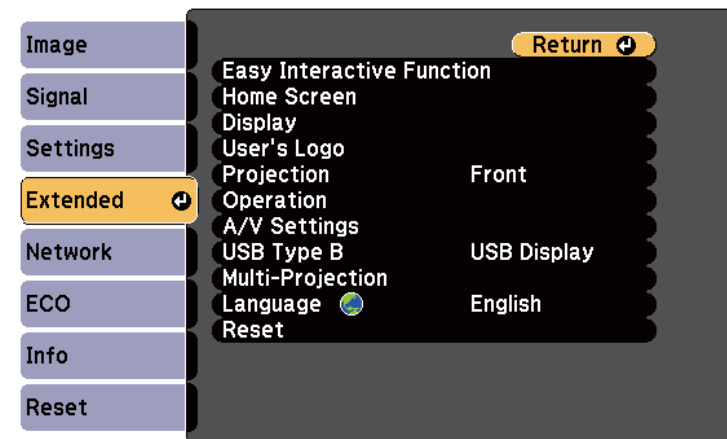 Image
Signal
Settings
Extended
Network
ECO
Info
Reset
Return
Easy Interactive Function
Home Screen
Display
User's Logo
Projection Front
Operation
A/V Settings
USB Type B USB Display
Multi-Projection
Language English
Reset